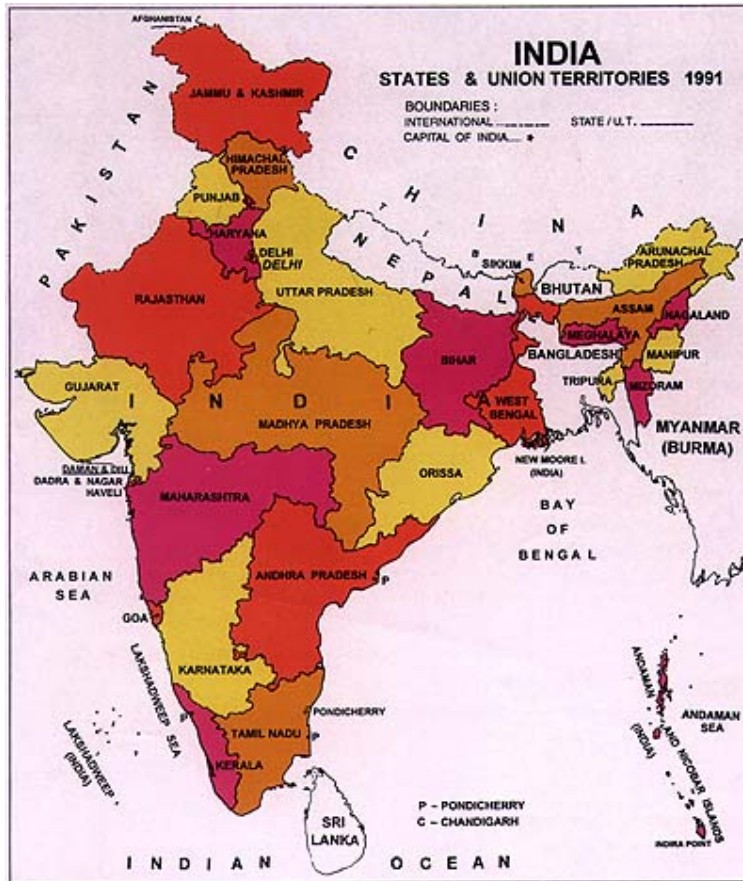 INDIA
STATES & UNION TERRITORIES 1991
BOUNDARIES :
INTERNATIONAL
STATE / U.T.
CAPITAL OF INDIA
AFGHANISTAN
PAKISTAN
CHINA
TIBET
JAMMU & KASHMIR
HIMACHAL
PRADESH
PUNJAB
HARYANA
DELHI
DELHI
NEPAL
SIKKIM
BHUTAN
ARUNACHAL
PRADESH
RAJASTHAN
UTTAR PRADESH
ASSAM
NAGALAND
MEGHALAYA
BIHAR
BANGLADESH
MANIPUR
TRIPURA
MIZORAM
GUJARAT
INDIA
MADHYA PRADESH
WEST
BENGAL
MYANMAR
(BURMA)
DAMAN & DIU
DADRA & NAGAR
HAVELI
MAHARASHTRA
ORISSA
NEW MOORE I.
(INDIA)
BAY
OF
BENGAL
ARABIAN
SEA
ANDHRA PRADESH
P
GOA
KARNATAKA
LAKSHADWEEP SEA
LAKSHADWEEP
(INDIA)
P
PONDICHERRY
TAMIL NADU
P
KERALA
ANDAMAN
AND NICOBAR ISLANDS
(INDIA)
ANDAMAN
SEA
INDIRA POINT
SRI
LANKA
P – PONDICHERRY
C – CHANDIGARH
INDIAN OCEAN